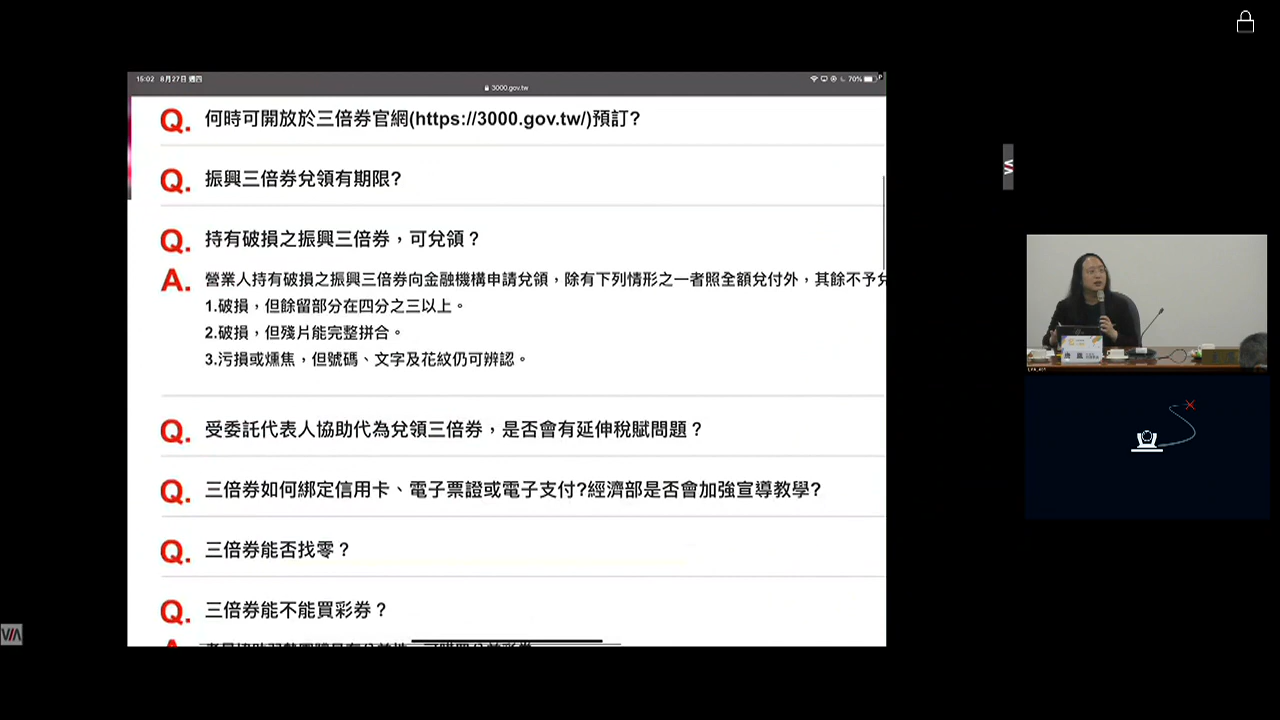 15:02 8月27日 週四
3000.gov.tw
70%
Q. 何時可開放於三倍券官網(https://3000.gov.tw/)預訂?
Q. 振興三倍券兌領有期限?
Q. 持有破損之振興三倍券，可兌領？
A. 營業人持有破損之振興三倍券向金融機構申請兌領，除有下列情形之一者照全額兌付外，其餘不予兌
1.破損，但餘留部分在四分之三以上。
2.破損，但殘片能完整拼合。
3.污損或燻焦，但號碼、文字及花紋仍可辨認。
Q. 受委託代表人協助代為兌領三倍券，是否會有延伸稅賦問題？
Q. 三倍券如何綁定信用卡、電子票證或電子支付?經濟部是否會加強宣導教學?
Q. 三倍券能否找零？
Q. 三倍券能不能買彩券？
VIA